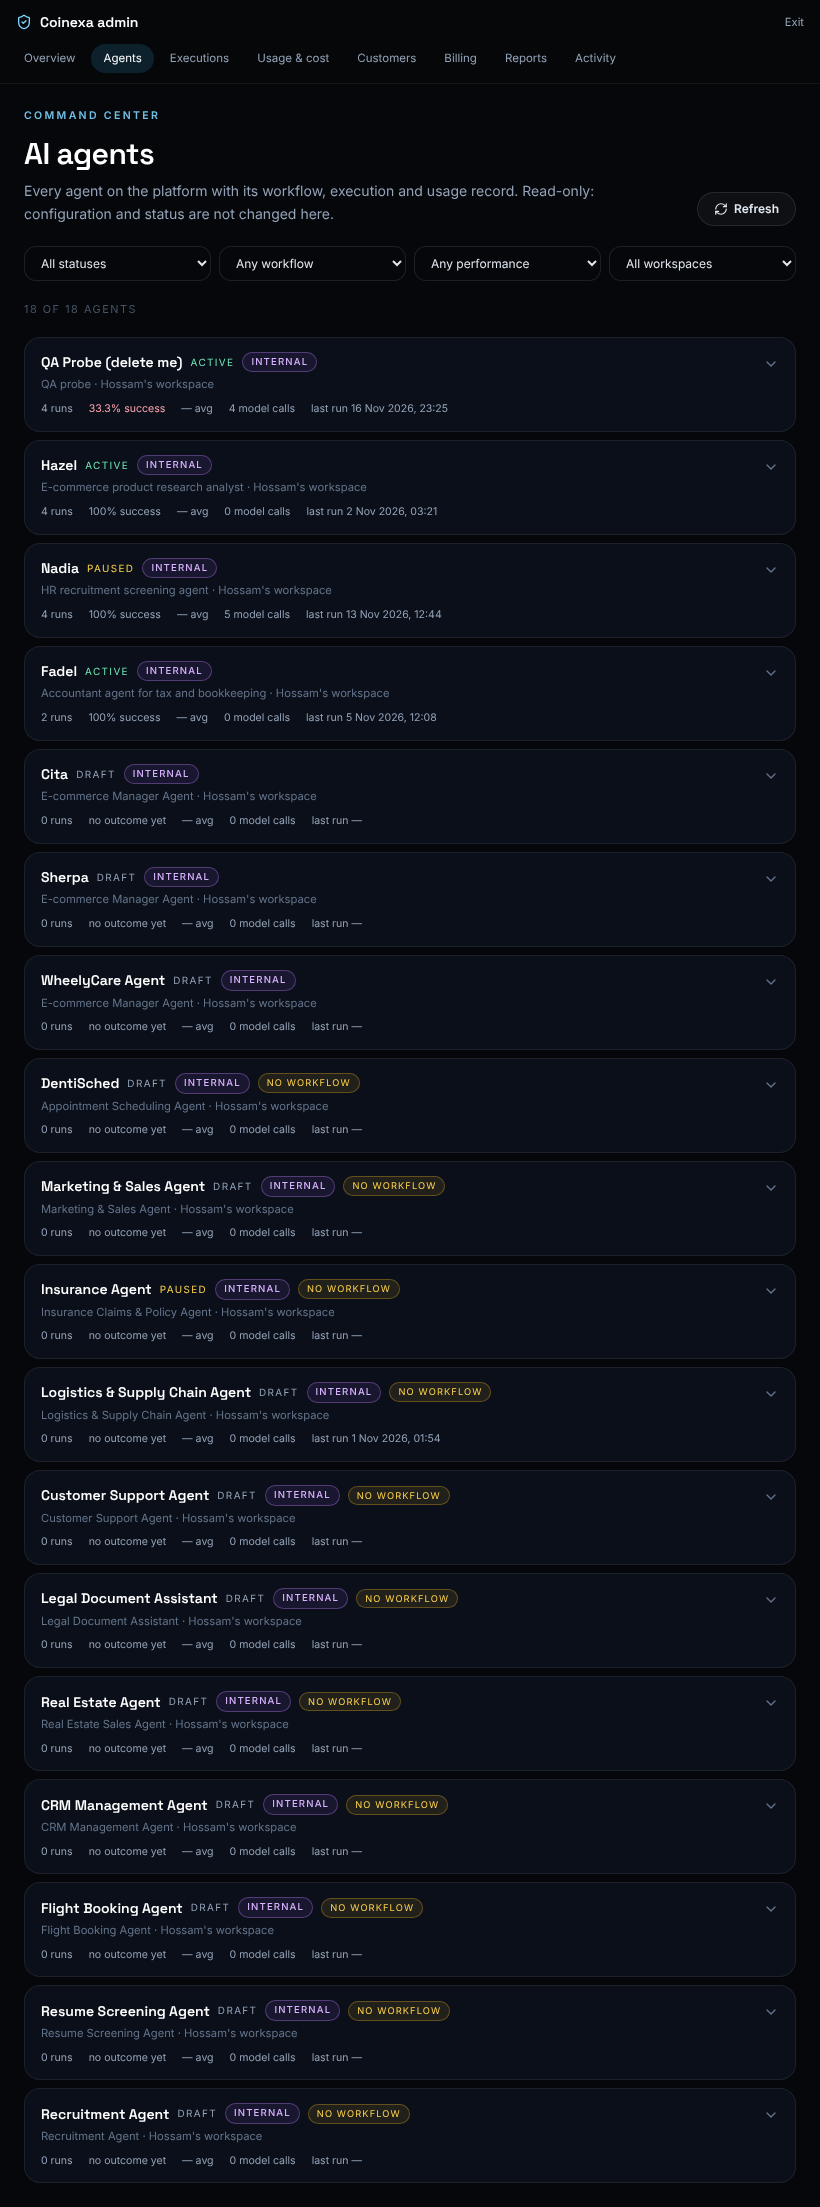 Coinexa admin
Exit
Overview Agents Executions Usage & cost Customers Billing Reports Activity
COMMAND CENTER
AI agents
Every agent on the platform with its workflow, execution and usage record. Read-only:
configuration and status are not changed here.
Refresh
All statuses Any workflow Any performance All workspaces
18 OF 18 AGENTS
QA Probe (delete me) ACTIVE INTERNAL
QA probe · Hossam's workspace
4 runs 33.3% success — avg 4 model calls last run 16 Nov 2026, 23:25
Hazel ACTIVE INTERNAL
E-commerce product research analyst · Hossam's workspace
4 runs 100% success — avg 0 model calls last run 2 Nov 2026, 03:21
Nadia PAUSED INTERNAL
HR recruitment screening agent · Hossam's workspace
4 runs 100% success — avg 5 model calls last run 13 Nov 2026, 12:44
Fadel ACTIVE INTERNAL
Accountant agent for tax and bookkeeping · Hossam's workspace
2 runs 100% success — avg 0 model calls last run 5 Nov 2026, 12:08
Cita DRAFT INTERNAL
E-commerce Manager Agent · Hossam's workspace
0 runs no outcome yet — avg 0 model calls last run —
Sherpa DRAFT INTERNAL
E-commerce Manager Agent · Hossam's workspace
0 runs no outcome yet — avg 0 model calls last run —
WheelyCare Agent DRAFT INTERNAL
E-commerce Manager Agent · Hossam's workspace
0 runs no outcome yet — avg 0 model calls last run —
DentiSched DRAFT INTERNAL NO WORKFLOW
Appointment Scheduling Agent · Hossam's workspace
0 runs no outcome yet — avg 0 model calls last run —
Marketing & Sales Agent DRAFT INTERNAL NO WORKFLOW
Marketing & Sales Agent · Hossam's workspace
0 runs no outcome yet — avg 0 model calls last run —
Insurance Agent PAUSED INTERNAL NO WORKFLOW
Insurance Claims & Policy Agent · Hossam's workspace
0 runs no outcome yet — avg 0 model calls last run —
Logistics & Supply Chain Agent DRAFT INTERNAL NO WORKFLOW
Logistics & Supply Chain Agent · Hossam's workspace
0 runs no outcome yet — avg 0 model calls last run 1 Nov 2026, 01:54
Customer Support Agent DRAFT INTERNAL NO WORKFLOW
Customer Support Agent · Hossam's workspace
0 runs no outcome yet — avg 0 model calls last run —
Legal Document Assistant DRAFT INTERNAL NO WORKFLOW
Legal Document Assistant · Hossam's workspace
0 runs no outcome yet — avg 0 model calls last run —
Real Estate Agent DRAFT INTERNAL NO WORKFLOW
Real Estate Sales Agent · Hossam's workspace
0 runs no outcome yet — avg 0 model calls last run —
CRM Management Agent DRAFT INTERNAL NO WORKFLOW
CRM Management Agent · Hossam's workspace
0 runs no outcome yet — avg 0 model calls last run —
Flight Booking Agent DRAFT INTERNAL NO WORKFLOW
Flight Booking Agent · Hossam's workspace
0 runs no outcome yet — avg 0 model calls last run —
Resume Screening Agent DRAFT INTERNAL NO WORKFLOW
Resume Screening Agent · Hossam's workspace
0 runs no outcome yet — avg 0 model calls last run —
Recruitment Agent DRAFT INTERNAL NO WORKFLOW
Recruitment Agent · Hossam's workspace
0 runs no outcome yet — avg 0 model calls last run —